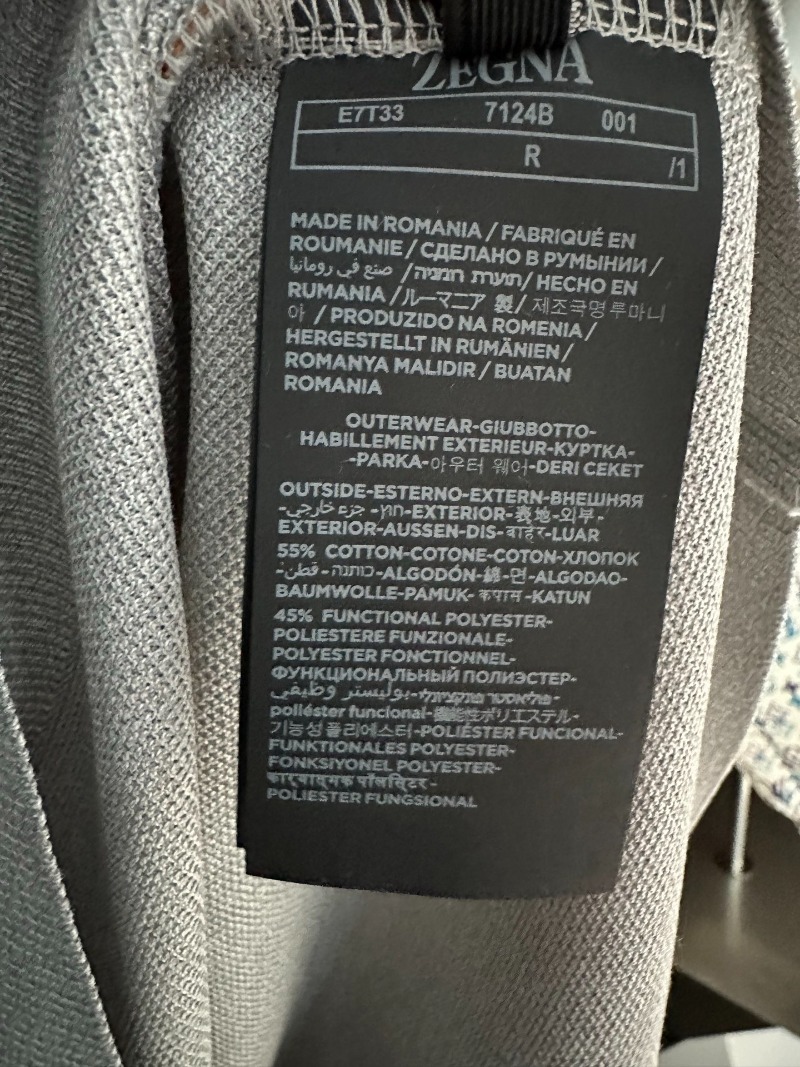 ZEGNA
E7T33 7124B 001
R /1
MADE IN ROMANIA / FABRIQUÉ EN
ROUMANIE / СДЕЛАНО В РУМЫНИИ /
صنع في رومانيا / תוצרת רומניה / HECHO EN
RUMANIA / ルーマニア 製 / 제조국명 루마니
아 / PRODUZIDO NA ROMENIA /
HERGESTELLT IN RUMÄNIEN /
ROMANYA MALIDIR / BUATAN
ROMANIA
OUTERWEAR-GIUBBOTTO-
HABILLEMENT EXTERIEUR-КУРТКА-
-PARKA-아우터 웨어-DERI CEKET
OUTSIDE-ESTERNO-EXTERN-ВНЕШНЯЯ
-جزء خارجي- חוץ-EXTERIOR-表地-외부-
EXTERIOR-AUSSEN-DIS-बाहर-LUAR
55% COTTON-COTONE-COTON-ХЛОПОК
-قطن- כותנה-ALGODÓN-綿-면-ALGODAO-
BAUMWOLLE-PAMUK-कपास-KATUN
45% FUNCTIONAL POLYESTER-
POLIESTERE FUNZIONALE-
POLYESTER FONCTIONNEL-
ФУНКЦИОНАЛЬНЫЙ ПОЛИЭСТЕР-
بوليستر وظيفي-פוליאסטר פונקציונלי-
poliéster funcional-機能性ポリエステル-
기능성 폴리에스터-POLIÉSTER FUNCIONAL-
FUNKTIONALES POLYESTER-
FONKSIYONEL POLYESTER-
कार्यात्मक पॉलिस्टर-
POLIESTER FUNGSIONAL